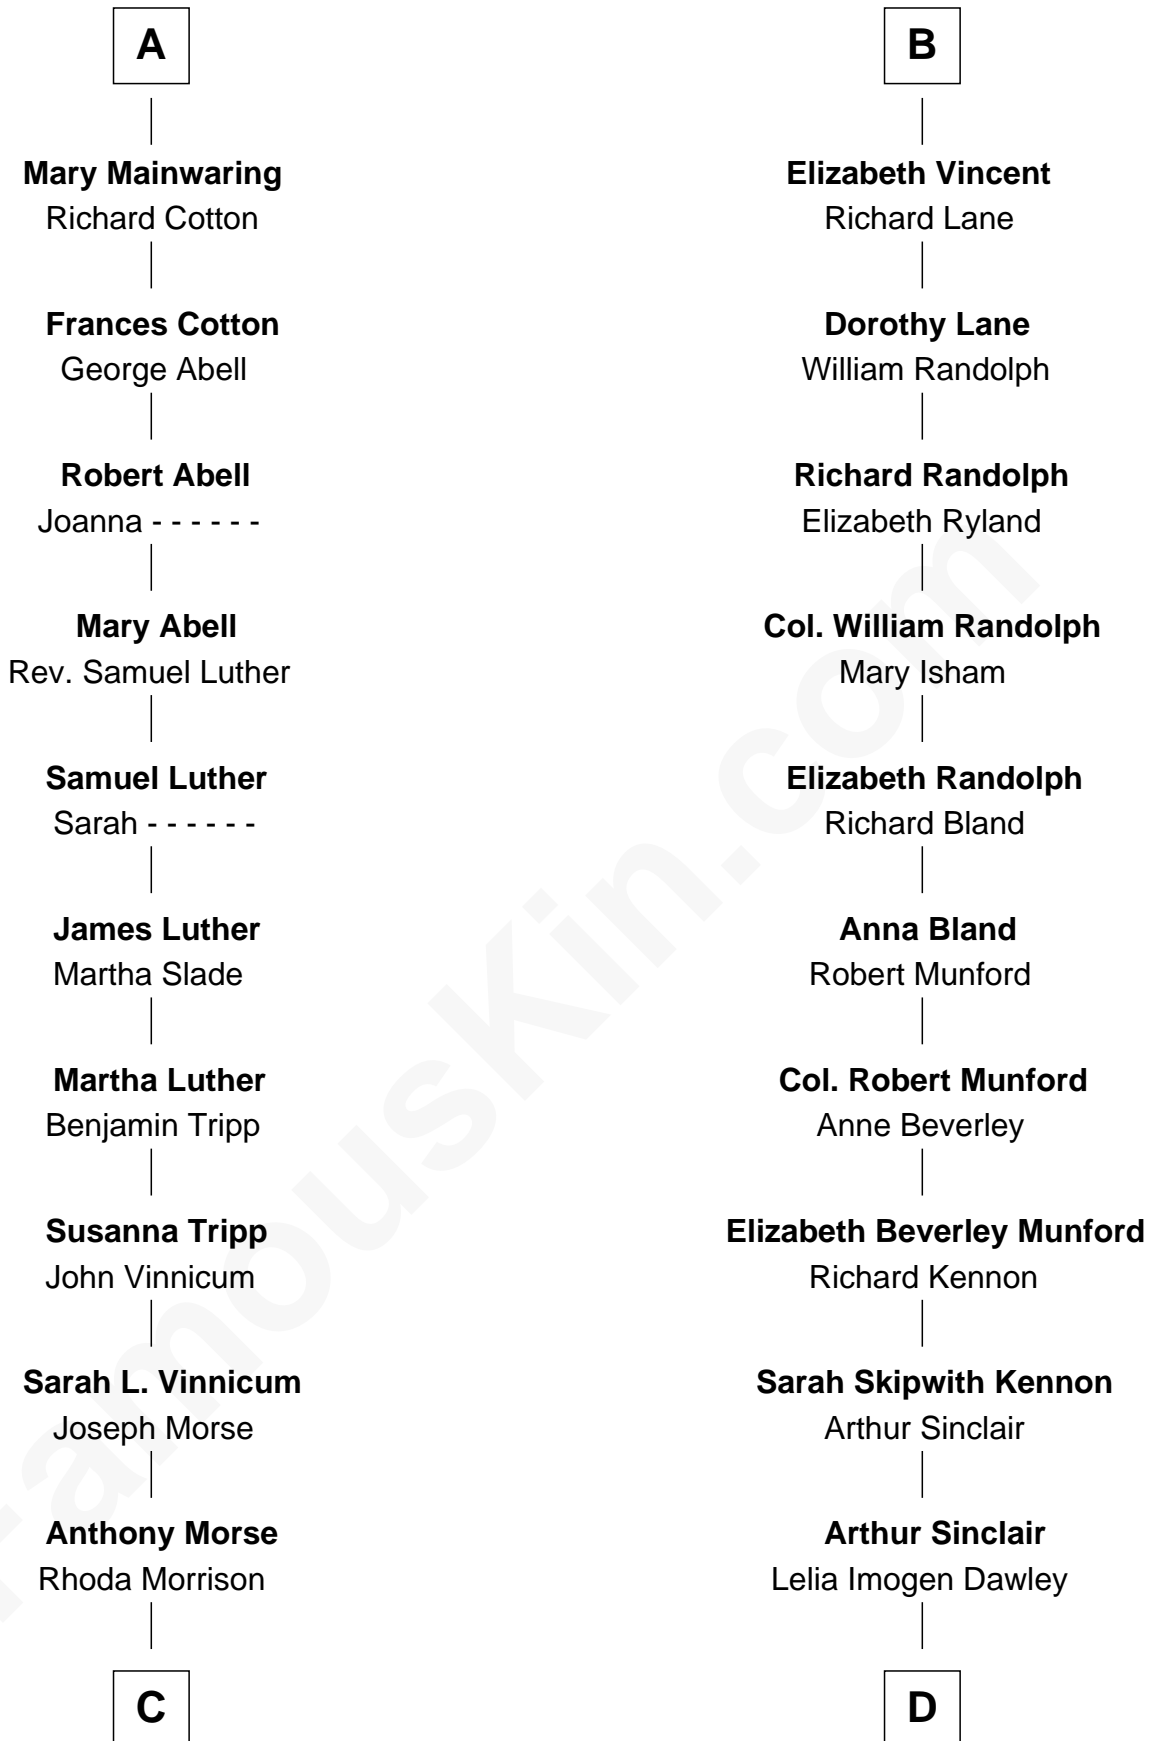 A
Mary Mainwaring
Richard Cotton
Frances Cotton
George Abell
Robert Abell
Joanna - - - - - -
Mary Abell
Rev. Samuel Luther
Samuel Luther
Sarah - - - - - -
James Luther
Martha Slade
Martha Luther
Benjamin Tripp
Susanna Tripp
John Vinnicum
Sarah L. Vinnicum
Joseph Morse
Anthony Morse
Rhoda Morrison
C
B
Elizabeth Vincent
Richard Lane
Dorothy Lane
William Randolph
Richard Randolph
Elizabeth Ryland
Col. William Randolph
Mary Isham
Elizabeth Randolph
Richard Bland
Anna Bland
Robert Munford
Col. Robert Munford
Anne Beverley
Elizabeth Beverley Munford
Richard Kennon
Sarah Skipwith Kennon
Arthur Sinclair
Arthur Sinclair
Lelia Imogen Dawley
D
FamousKin.com